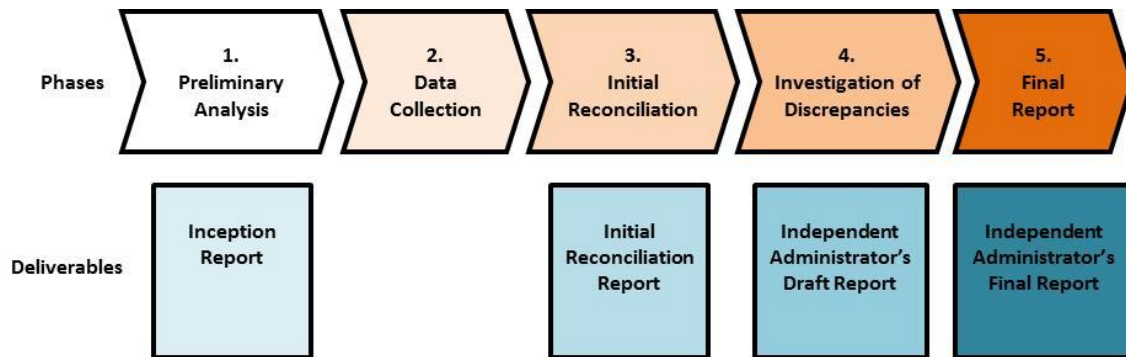 Phases
1.
Preliminary
Analysis
2.
Data
Collection
3.
Initial
Reconciliation
4.
Investigation of
Discrepancies
5.
Final
Report
Deliverables
Inception
Report
Initial
Reconciliation
Report
Independent
Administrator’s
Draft Report
Independent
Administrator’s
Final Report